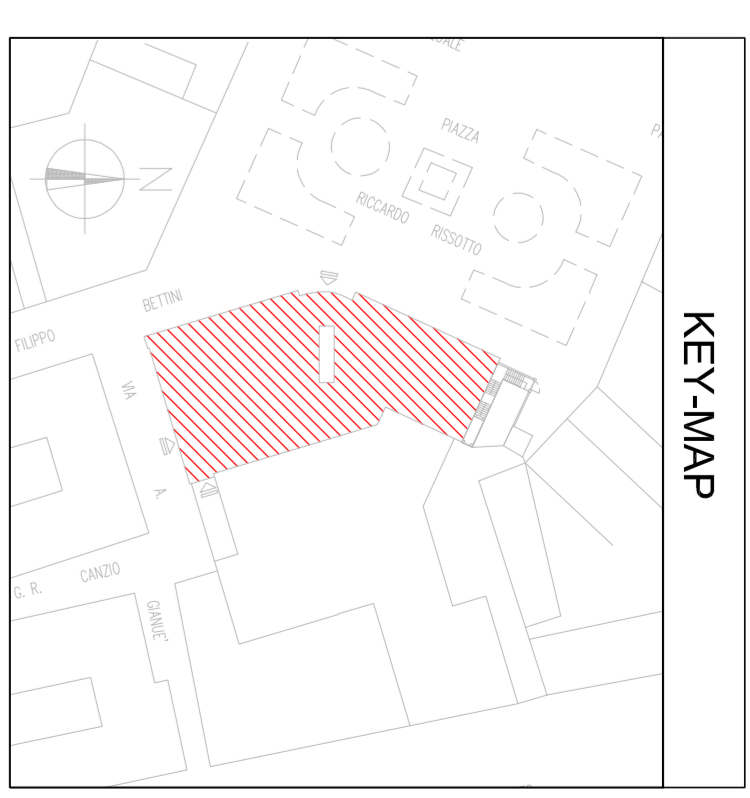 KEY-MAP
PIAZZA
RICCARDO RISSOTTO
N
BETTINI
FILIPPO
VIA
A.
GIANUE'
G. R. CANZIO